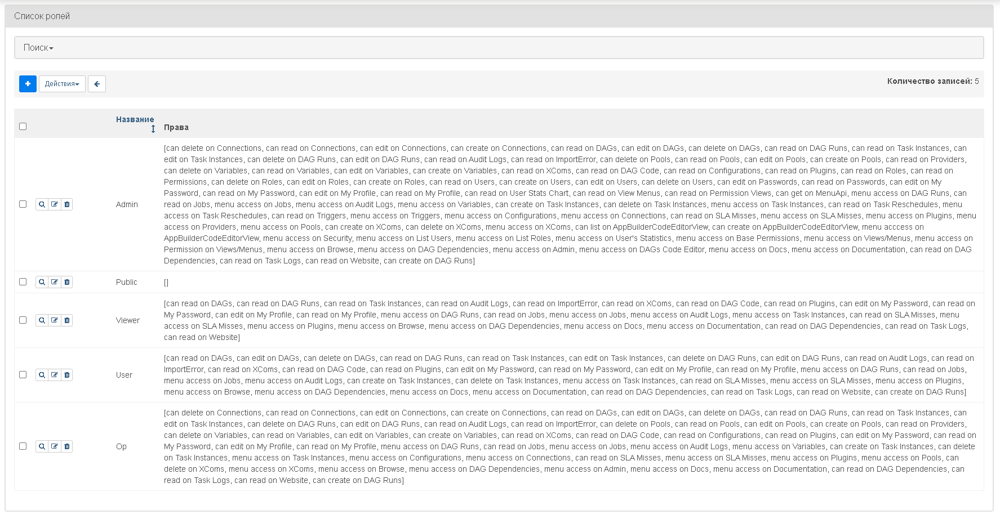 Список ролей
Поиск
Действия
Количество записей: 5
Название
Права
[can delete on Connections, can read on Connections, can edit on Connections, can create on Connections, can read on DAGs, can edit on DAGs, can delete on DAGs, can read on DAG Runs, can read on Task Instances, can
edit on Task Instances, can delete on DAG Runs, can edit on DAG Runs, can read on Audit Logs, can read on ImportError, can delete on Pools, can read on Pools, can edit on Pools, can create on Pools, can read on Providers,
can delete on Variables, can read on Variables, can edit on Variables, can create on Variables, can read on XComs, can read on DAG Code, can read on Configurations, can read on Plugins, can read on Roles, can read on
Permissions, can delete on Roles, can edit on Roles, can create on Roles, can read on Users, can create on Users, can edit on Users, can delete on Users, can edit on Passwords, can read on Passwords, can edit on My
Password, can read on My Password, can edit on My Profile, can read on My Profile, can read on User Stats Chart, can read on View Menus, can read on Permission Views, can get on MenuApi, menu access on DAG Runs, can
Admin
read on Jobs, menu access on Jobs, menu access on Audit Logs, menu access on Variables, can create on Task Instances, can delete on Task Instances, menu access on Task Instances, can read on Task Reschedules, menu
access on Task Reschedules, can read on Triggers, menu access on Triggers, menu access on Configurations, menu access on Connections, can read on SLA Misses, menu access on SLA Misses, menu access on Plugins, menu
access on Providers, menu access on Pools, can create on XComs, can delete on XComs, menu access on XComs, can list on AppBuilderCodeEditorView, can create on AppBuilderCodeEditorView, menu acccess on
AppBuilderCodeEditorView, menu access on Security, menu access on List Users, menu access on List Roles, menu access on User's Statistics, menu access on Base Permissions, menu access on Views/Menus, menu access on
Permission on Views/Menus, menu access on Browse, menu access on DAG Dependencies, menu access on Admin, menu access on DAGs Code Editor, menu access on Docs, menu access on Documentation, can read on DAG
Dependencies, can read on Task Logs, can read on Website, can create on DAG Runs]
Public
[]
[can read on DAGs, can read on DAG Runs, can read on Task Instances, can read on Audit Logs, can read on ImportError, can read on XComs, can read on DAG Code, can read on Plugins, can edit on My Password, can read on
My Password, can edit on My Profile, can read on My Profile, menu access on DAG Runs, can read on Jobs, menu access on Jobs, menu access on Audit Logs, menu access on Task Instances, can read on SLA Misses, menu
Viewer
access on SLA Misses, menu access on Plugins, menu access on Browse, menu access on DAG Dependencies, menu access on Docs, menu access on Documentation, can read on DAG Dependencies, can read on Task Logs,
can read on Website]
[can read on DAGs, can edit on DAGs, can delete on DAGs, can read on DAG Runs, can read on Task Instances, can edit on Task Instances, can delete on DAG Runs, can edit on DAG Runs, can read on Audit Logs, can read on
ImportError, can read on XComs, can read on DAG Code, can read on Plugins, can edit on My Password, can read on My Password, can edit on My Profile, can read on My Profile, menu access on DAG Runs, can read on Jobs,
User
menu access on Jobs, menu access on Audit Logs, can create on Task Instances, can delete on Task Instances, menu access on Task Instances, can read on SLA Misses, menu access on SLA Misses, menu access on Plugins,
menu access on Browse, menu access on DAG Dependencies, menu access on Docs, menu access on Documentation, can read on DAG Dependencies, can read on Task Logs, can read on Website, can create on DAG Runs]
[can delete on Connections, can read on Connections, can edit on Connections, can create on Connections, can read on DAGs, can edit on DAGs, can delete on DAGs, can read on DAG Runs, can read on Task Instances, can
edit on Task Instances, can delete on DAG Runs, can edit on DAG Runs, can read on Audit Logs, can read on ImportError, can delete on Pools, can read on Pools, can edit on Pools, can create on Pools, can read on Providers,
can delete on Variables, can read on Variables, can edit on Variables, can create on Variables, can read on XComs, can read on DAG Code, can read on Configurations, can read on Plugins, can edit on My Password, can read on
Op
My Password, can edit on My Profile, can read on My Profile, menu access on DAG Runs, can read on Jobs, menu access on Jobs, menu access on Audit Logs, menu access on Variables, can create on Task Instances, can delete
on Task Instances, menu access on Task Instances, menu access on Configurations, menu access on Connections, can read on SLA Misses, menu access on SLA Misses, menu access on Plugins, menu access on Pools, can
delete on XComs, menu access on XComs, menu access on Browse, menu access on DAG Dependencies, menu access on Admin, menu access on Docs, menu access on Documentation, can read on DAG Dependencies, can
read on Task Logs, can read on Website, can create on DAG Runs]